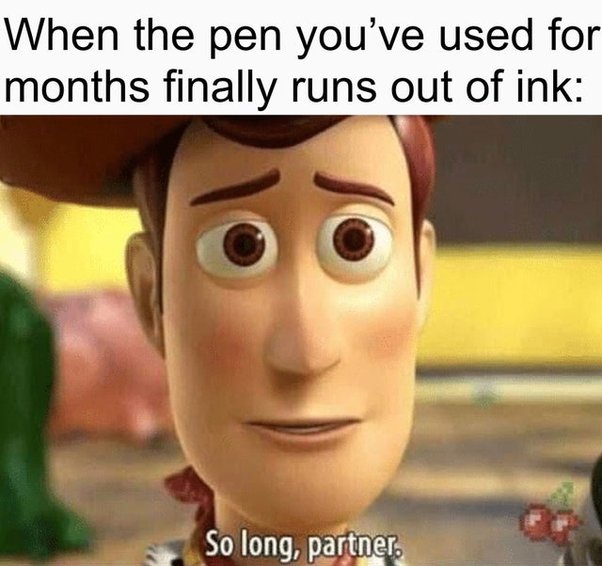 When the pen you’ve used for
months finally runs out of ink:
So long, partner.